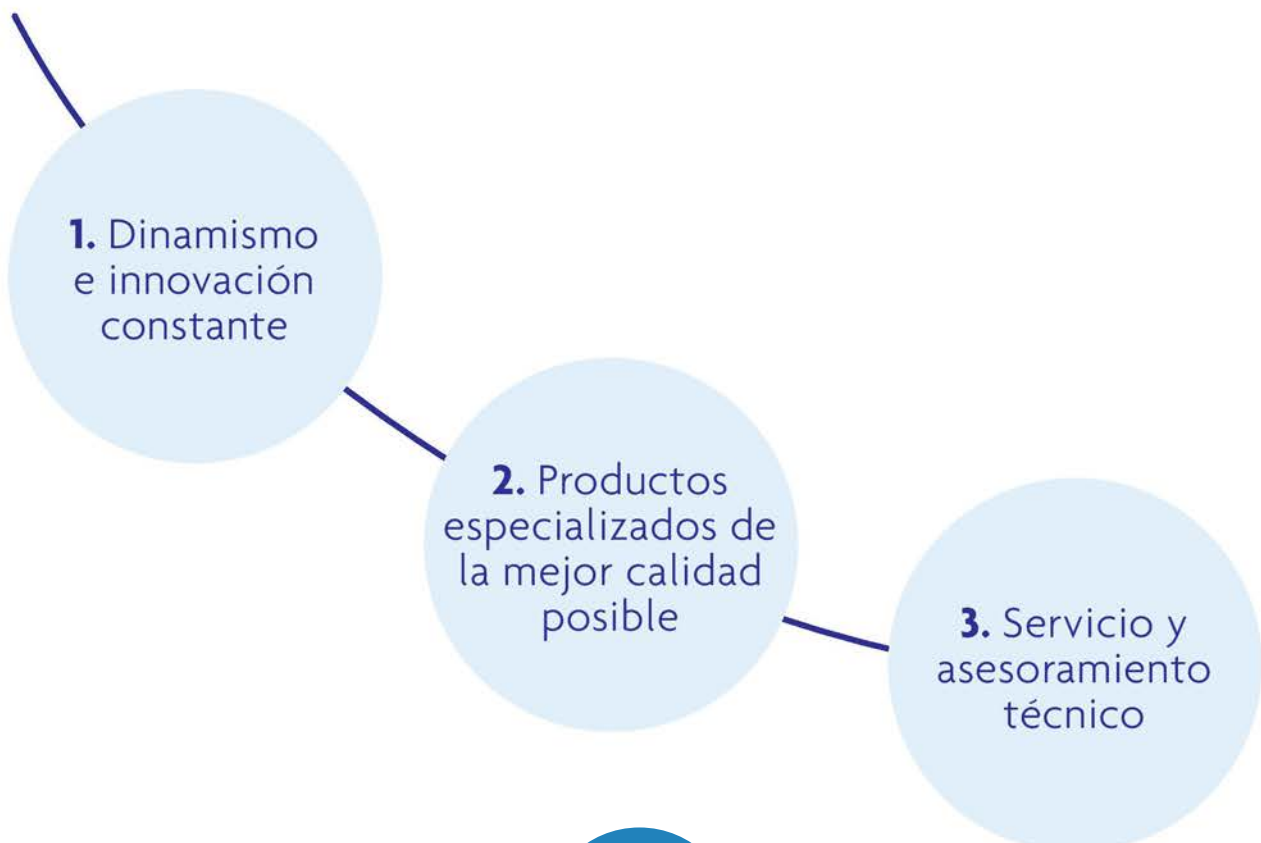 1. Dinamismo
e innovación
constante
2. Productos
especializados de
la mejor calidad
posible
3. Servicio y
asesoramiento
técnico